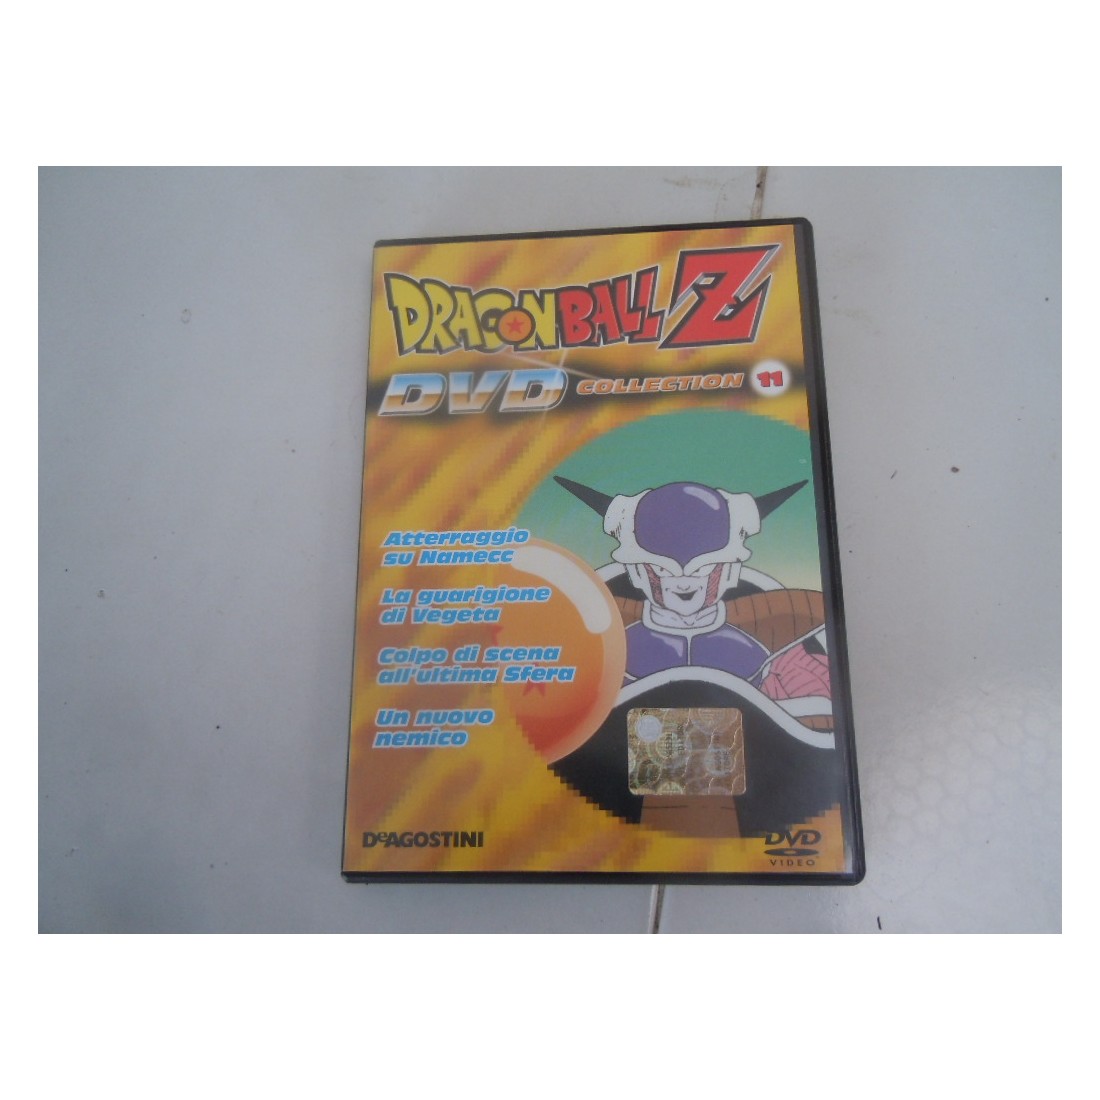 DRAGON BALL Z
DVD COLLECTION 11
Atterraggio
su Namecc
La guarigione
di Vegeta
Colpo di scena
all'ultima Sfera
Un nuovo
nemico
DeAGOSTINI
DVD
VIDEO